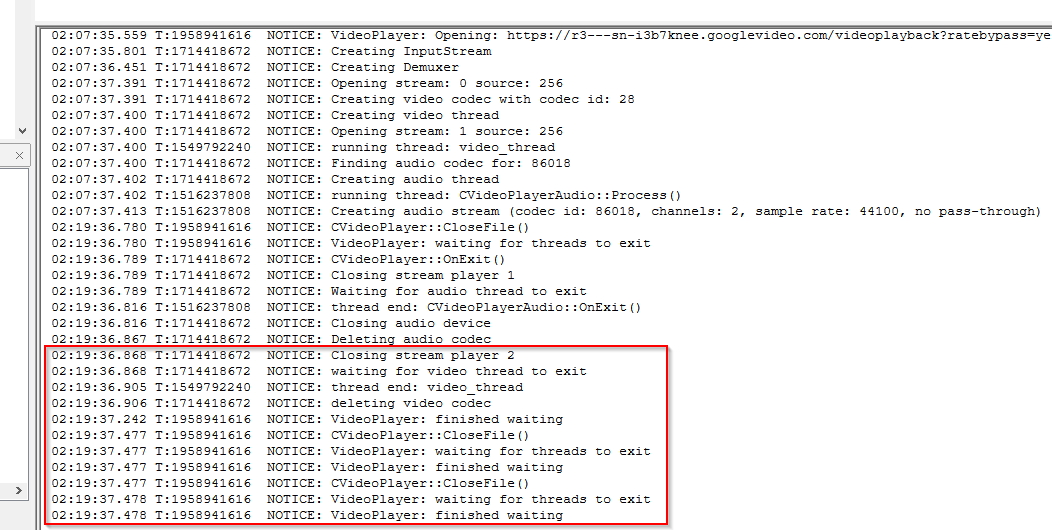 02:07:35.559 T:1958941616 NOTICE: VideoPlayer: Opening: https://r3---sn-i3b7knee.googlevideo.com/videoplayback?ratebypass=ye
02:07:35.801 T:1714418672 NOTICE: Creating InputStream
02:07:36.451 T:1714418672 NOTICE: Creating Demuxer
02:07:37.391 T:1714418672 NOTICE: Opening stream: 0 source: 256
02:07:37.391 T:1714418672 NOTICE: Creating video codec with codec id: 28
02:07:37.400 T:1714418672 NOTICE: Creating video thread
02:07:37.400 T:1714418672 NOTICE: Opening stream: 1 source: 256
02:07:37.400 T:1549792240 NOTICE: running thread: video_thread
02:07:37.400 T:1714418672 NOTICE: Finding audio codec for: 86018
02:07:37.402 T:1714418672 NOTICE: Creating audio thread
02:07:37.402 T:1516237808 NOTICE: running thread: CVideoPlayerAudio::Process()
02:07:37.413 T:1516237808 NOTICE: Creating audio stream (codec id: 86018, channels: 2, sample rate: 44100, no pass-through)
02:19:36.780 T:1958941616 NOTICE: CVideoPlayer::CloseFile()
02:19:36.780 T:1958941616 NOTICE: VideoPlayer: waiting for threads to exit
02:19:36.789 T:1714418672 NOTICE: CVideoPlayer::OnExit()
02:19:36.789 T:1714418672 NOTICE: Closing stream player 1
02:19:36.789 T:1714418672 NOTICE: Waiting for audio thread to exit
02:19:36.816 T:1516237808 NOTICE: thread end: CVideoPlayerAudio::OnExit()
02:19:36.816 T:1714418672 NOTICE: Closing audio device
02:19:36.867 T:1714418672 NOTICE: Deleting audio codec
02:19:36.868 T:1714418672 NOTICE: Closing stream player 2
02:19:36.868 T:1714418672 NOTICE: waiting for video thread to exit
02:19:36.905 T:1549792240 NOTICE: thread end: video_thread
02:19:36.906 T:1714418672 NOTICE: deleting video codec
02:19:37.242 T:1958941616 NOTICE: VideoPlayer: finished waiting
02:19:37.477 T:1958941616 NOTICE: CVideoPlayer::CloseFile()
02:19:37.477 T:1958941616 NOTICE: VideoPlayer: waiting for threads to exit
02:19:37.477 T:1958941616 NOTICE: VideoPlayer: finished waiting
02:19:37.477 T:1958941616 NOTICE: CVideoPlayer::CloseFile()
02:19:37.478 T:1958941616 NOTICE: VideoPlayer: waiting for threads to exit
02:19:37.478 T:1958941616 NOTICE: VideoPlayer: finished waiting